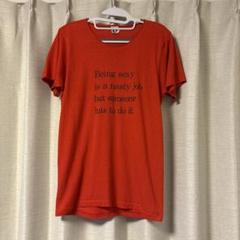 Being sexy
is a nasty job
but someone
has to do it.